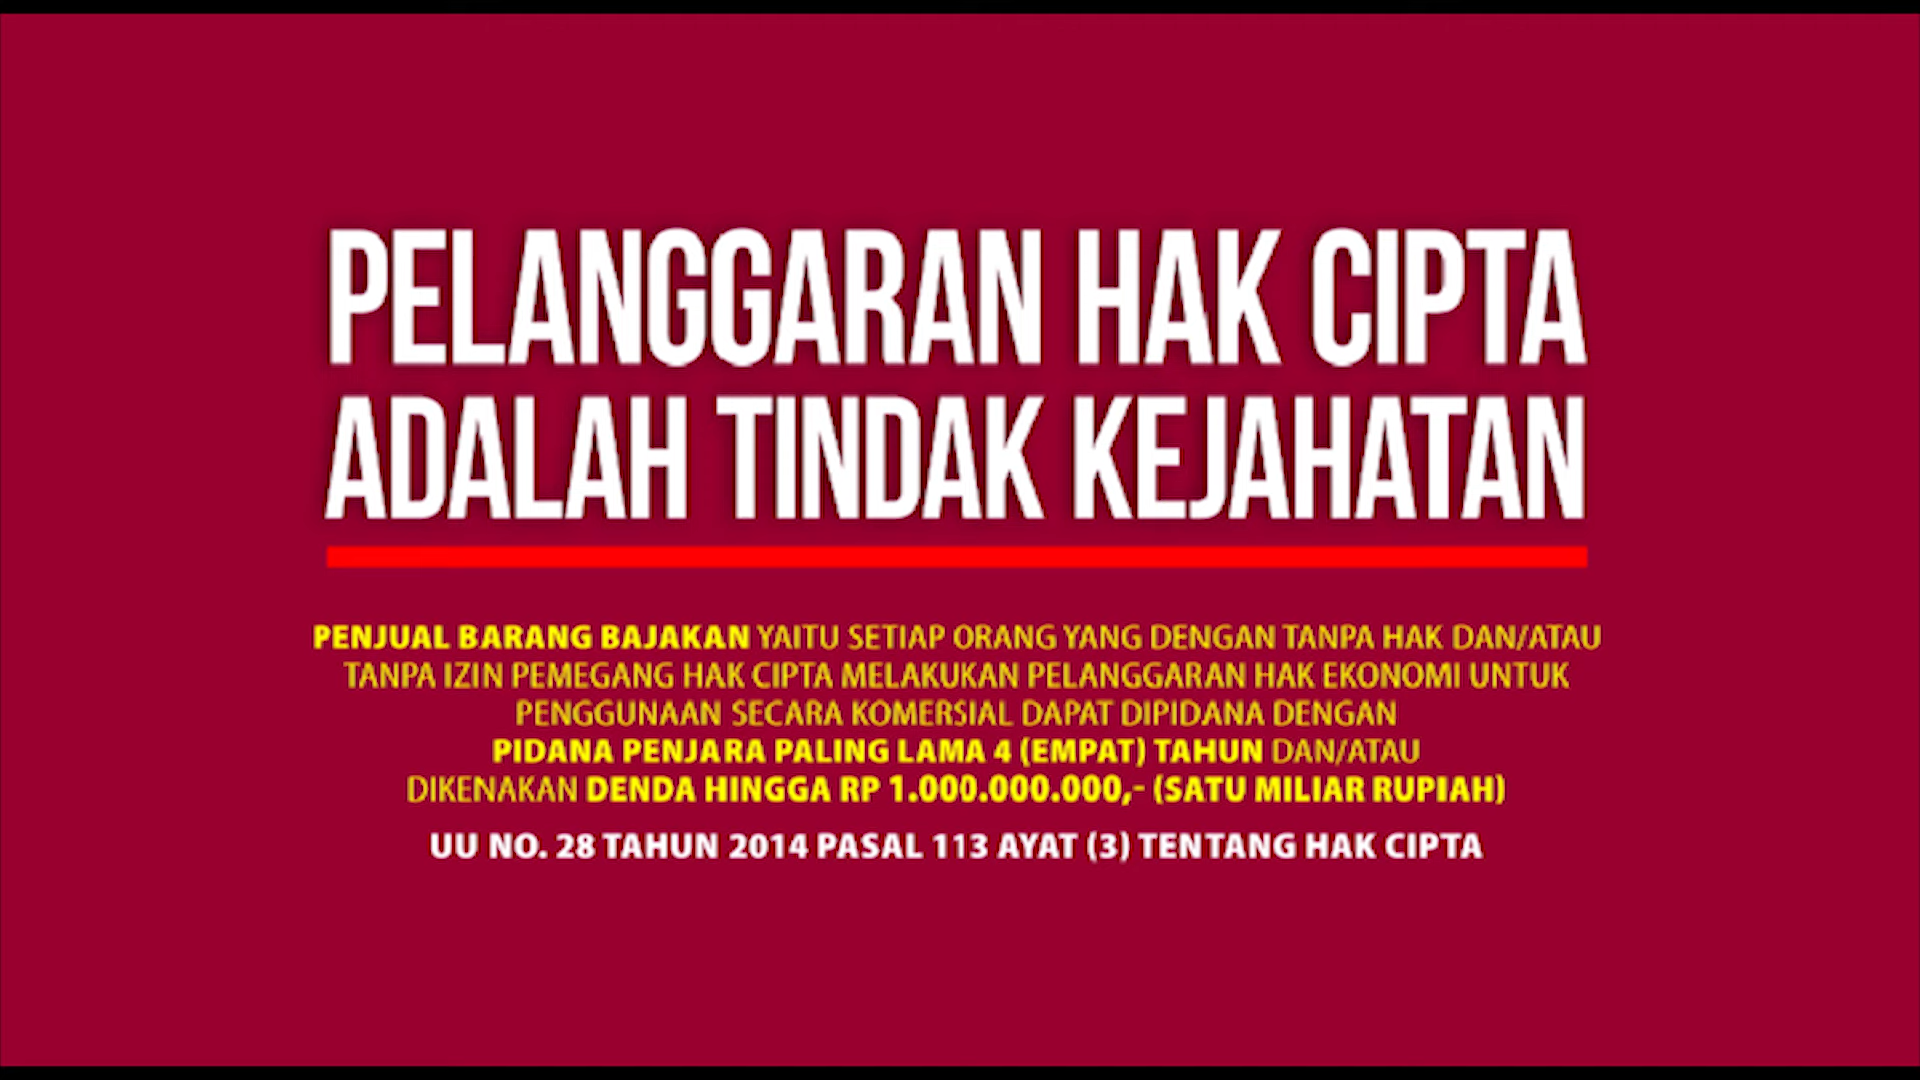 PELANGGARAN HAK CIPTA
ADALAH TINDAK KEJAHATAN
PENJUAL BARANG BAJAKAN YAITU SETIAP ORANG YANG DENGAN TANPA HAK DAN/ATAU
TANPA IZIN PEMEGANG HAK CIPTA MELAKUKAN PELANGGARAN HAK EKONOMI UNTUK
PENGGUNAAN SECARA KOMERSIAL DAPAT DIPIDANA DENGAN
PIDANA PENJARA PALING LAMA 4 (EMPAT) TAHUN DAN/ATAU
DIKENAKAN DENDA HINGGA RP 1.000.000.000,- (SATU MILIAR RUPIAH)
UU NO. 28 TAHUN 2014 PASAL 113 AYAT (3) TENTANG HAK CIPTA